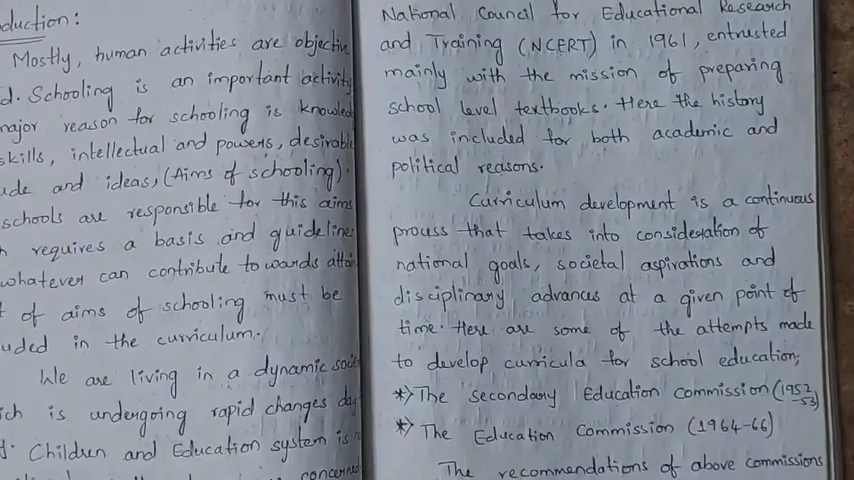 duction:
Mostly, human activities are objectiv
d. Schooling is an important activity
major reason for schooling is knowled
skills, intellectual and powers, desirable
ude and ideas, (Aims of schooling).
schools are responsible for this aims
requires a basis and guideline
whatever can contribute towards attain
t of aims of schooling must be
uded in the curriculum.
We are living in a dynamic socie
ich is undergoing rapid changes day
Children and Education system is
concerned
National Council for Educational Research
and Training (NCERT) in 1961, entrusted
mainly with the mission of preparing
school level textbooks. Here the history
was included for both academic and
political reasons.
Curriculum development is a continuous
process that takes into consideration of
national goals, societal aspirations and
disciplinary advances at a given point of
time. Here are some of the attempts made
to develop curricula for school education;
*) The secondary Education Commission (1952-53)
*) The Education Commission (1964-66)
The recommendations of above commissions